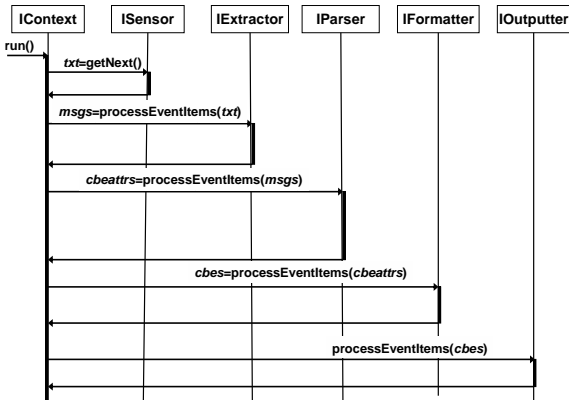 IContext ISensor IExtractor IParser IFormatter IOutputter
run()
txt=getNext()
msgs=processEventItems(txt)
cbeattrs=processEventItems(msgs)
cbes=processEventItems(cbeattrs)
processEventItems(cbes)